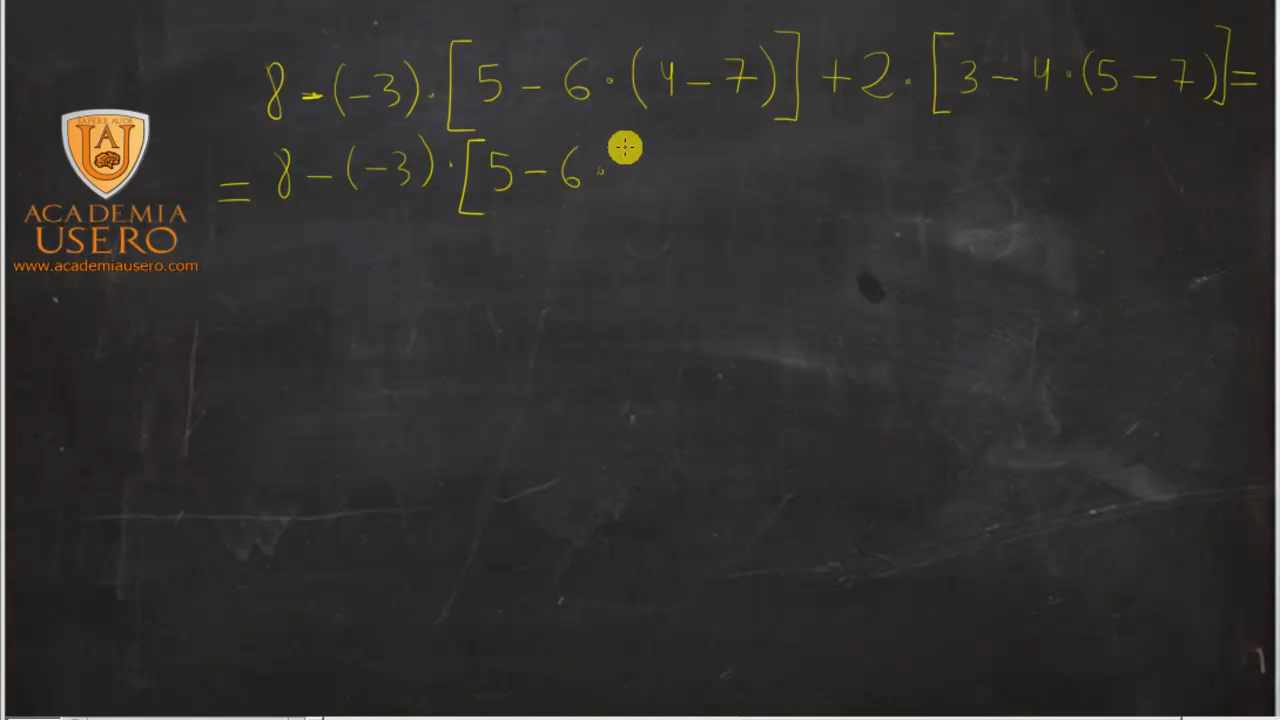 8 - (-3) · [5 - 6 · (4 - 7)] + 2 · [3 - 4 · (5 - 7)] =
= 8 - (-3) · [5 - 6 ·
SAPERE AUDE
UA
ACADEMIA
USERO
www.academiausero.com